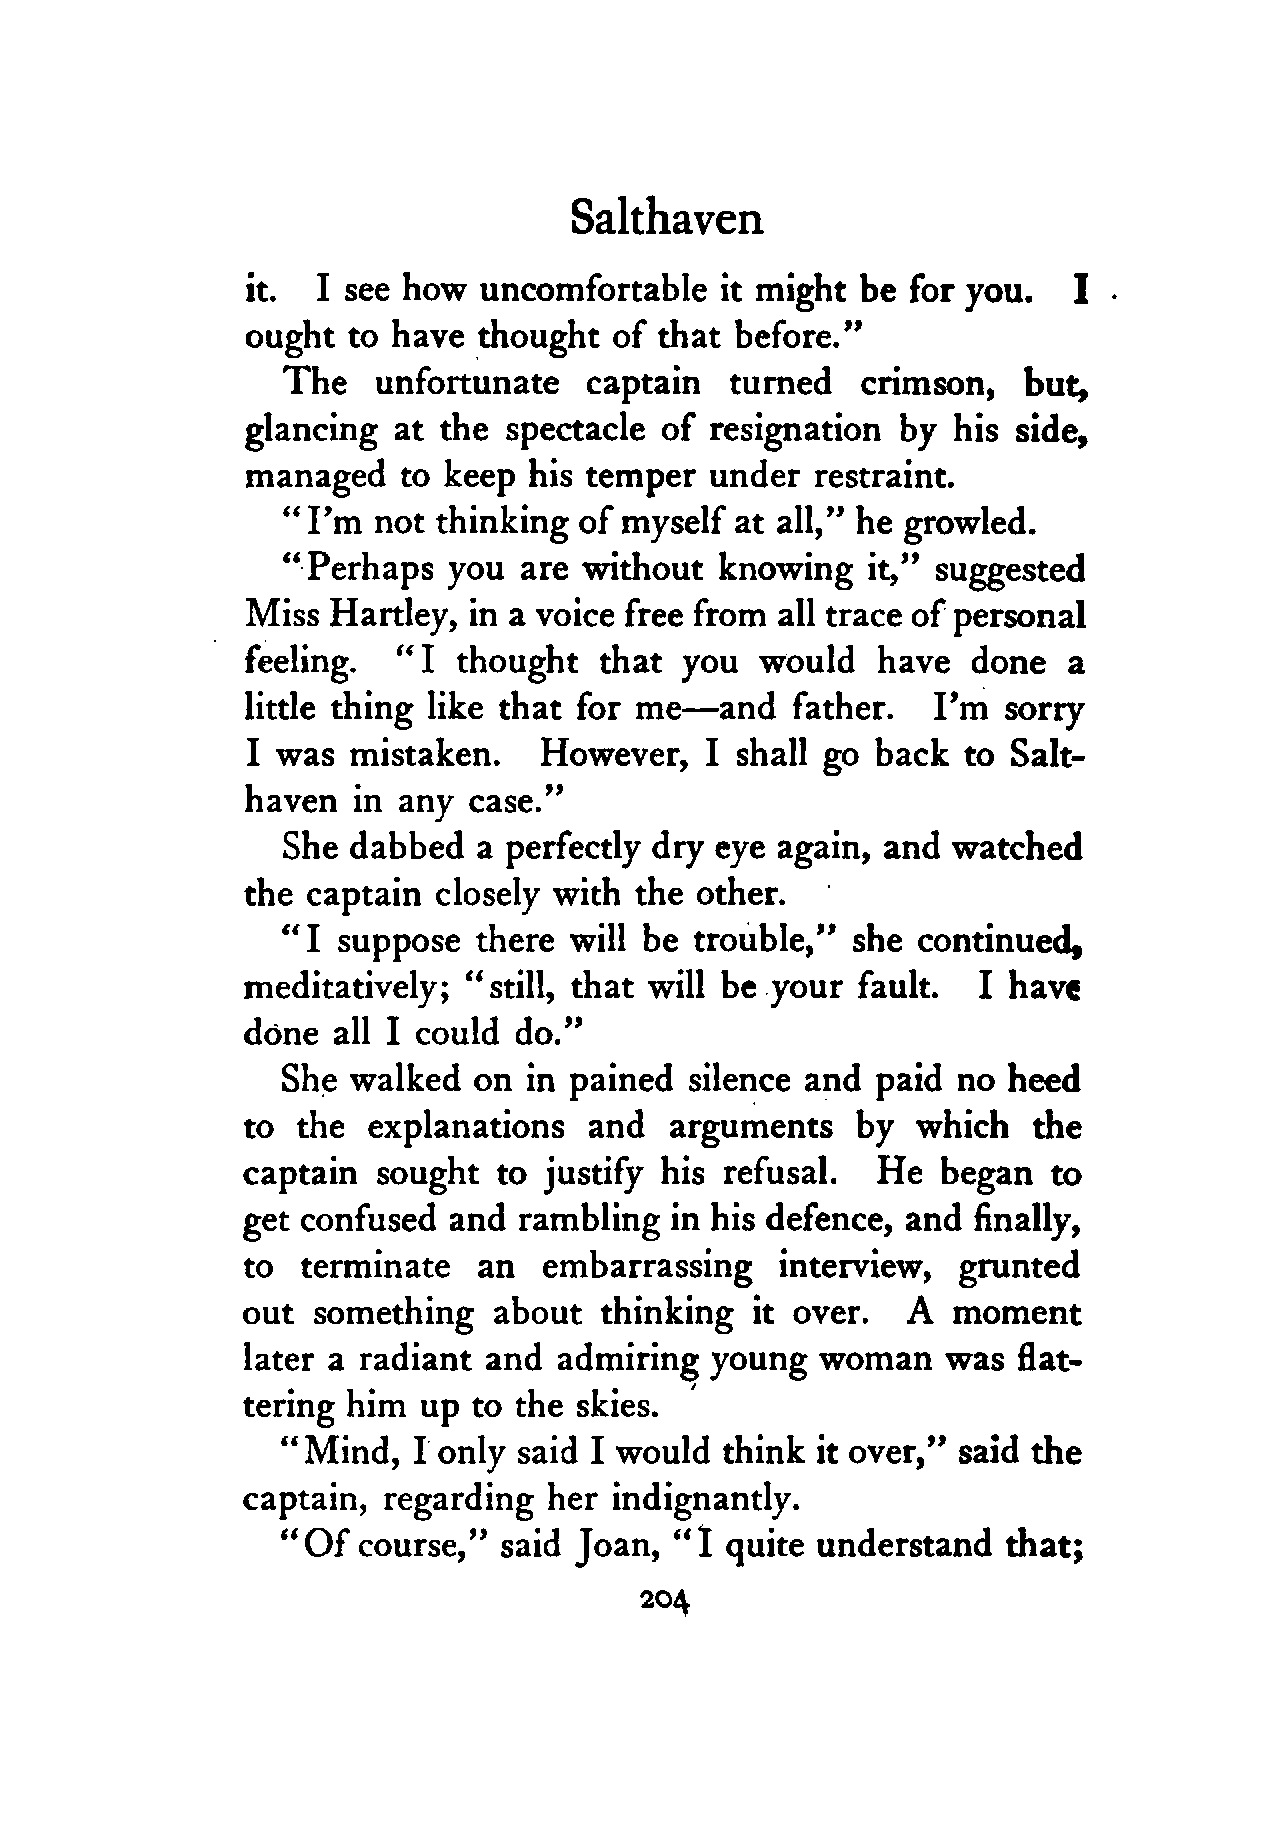 Salthaven
it. I see how uncomfortable it might be for you. I
ought to have thought of that before."
The unfortunate captain turned crimson, but,
glancing at the spectacle of resignation by his side,
managed to keep his temper under restraint.
"I'm not thinking of myself at all," he growled.
"Perhaps you are without knowing it," suggested
Miss Hartley, in a voice free from all trace of personal
feeling. "I thought that you would have done a
little thing like that for me—and father. I'm sorry
I was mistaken. However, I shall go back to Salt-
haven in any case."
She dabbed a perfectly dry eye again, and watched
the captain closely with the other.
"I suppose there will be trouble," she continued,
meditatively; "still, that will be your fault. I have
done all I could do."
She walked on in pained silence and paid no heed
to the explanations and arguments by which the
captain sought to justify his refusal. He began to
get confused and rambling in his defence, and finally,
to terminate an embarrassing interview, grunted
out something about thinking it over. A moment
later a radiant and admiring young woman was flat-
tering him up to the skies.
"Mind, I only said I would think it over," said the
captain, regarding her indignantly.
"Of course," said Joan, "I quite understand that;
204